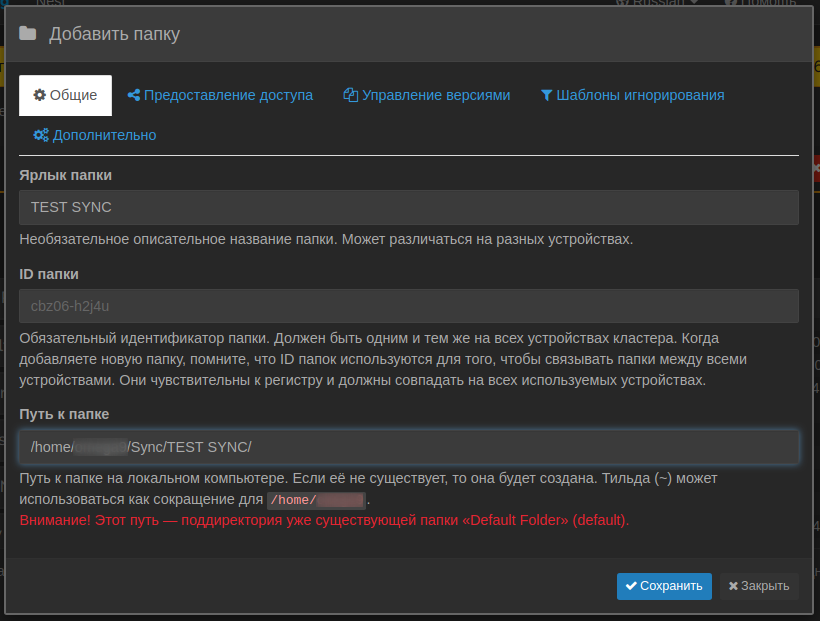 Добавить папку
Общие Предоставление доступа Управление версиями Шаблоны игнорирования
Дополнительно
Ярлык папки
TEST SYNC
Необязательное описательное название папки. Может различаться на разных устройствах.
ID папки
cbz06-h2j4u
Обязательный идентификатор папки. Должен быть одним и тем же на всех устройствах кластера. Когда
добавляете новую папку, помните, что ID папок используются для того, чтобы связывать папки между всеми
устройствами. Они чувствительны к регистру и должны совпадать на всех используемых устройствах.
Путь к папке
/home/ /Sync/TEST SYNC/
Путь к папке на локальном компьютере. Если её не существует, то она будет создана. Тильда (~) может
использоваться как сокращение для /home/ .
Внимание! Этот путь — поддиректория уже существующей папки «Default Folder» (default).
Сохранить Закрыть